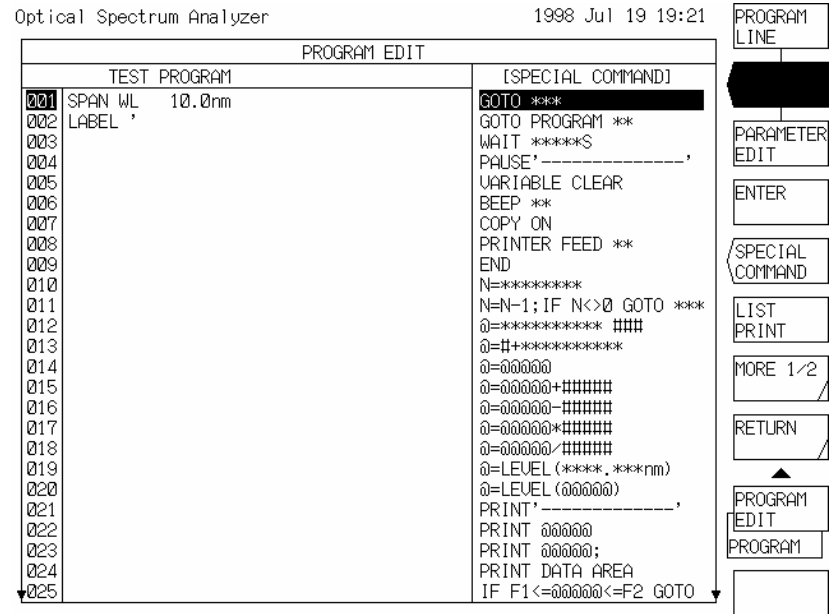 Optical Spectrum Analyzer
1998 Jul 19 19:21
PROGRAM EDIT
TEST PROGRAM
001 SPAN WL 10.0nm
002 LABEL '
003
004
005
006
007
008
009
010
011
012
013
014
015
016
017
018
019
020
021
022
023
024
025
[SPECIAL COMMAND]
GOTO ***
GOTO PROGRAM **
WAIT *****S
PAUSE'---------------'
VARIABLE CLEAR
BEEP **
COPY ON
PRINTER FEED **
END
N=********
N=N-1;IF N<>0 GOTO ***
@=*********** ###
@=#+***********
@=@@@@@
@=@@@@@+#####
@=@@@@@-#####
@=@@@@@*#####
@=@@@@@/#####
@=LEVEL(****.***nm)
@=LEVEL(@@@@@)
PRINT'--------------'
PRINT @@@@@
PRINT @@@@@;
PRINT DATA AREA
IF F1<=@@@@@<=F2 GOTO
PROGRAM
LINE
PARAMETER
EDIT
ENTER
SPECIAL
COMMAND
LIST
PRINT
MORE 1/2
RETURN
PROGRAM
EDIT
PROGRAM